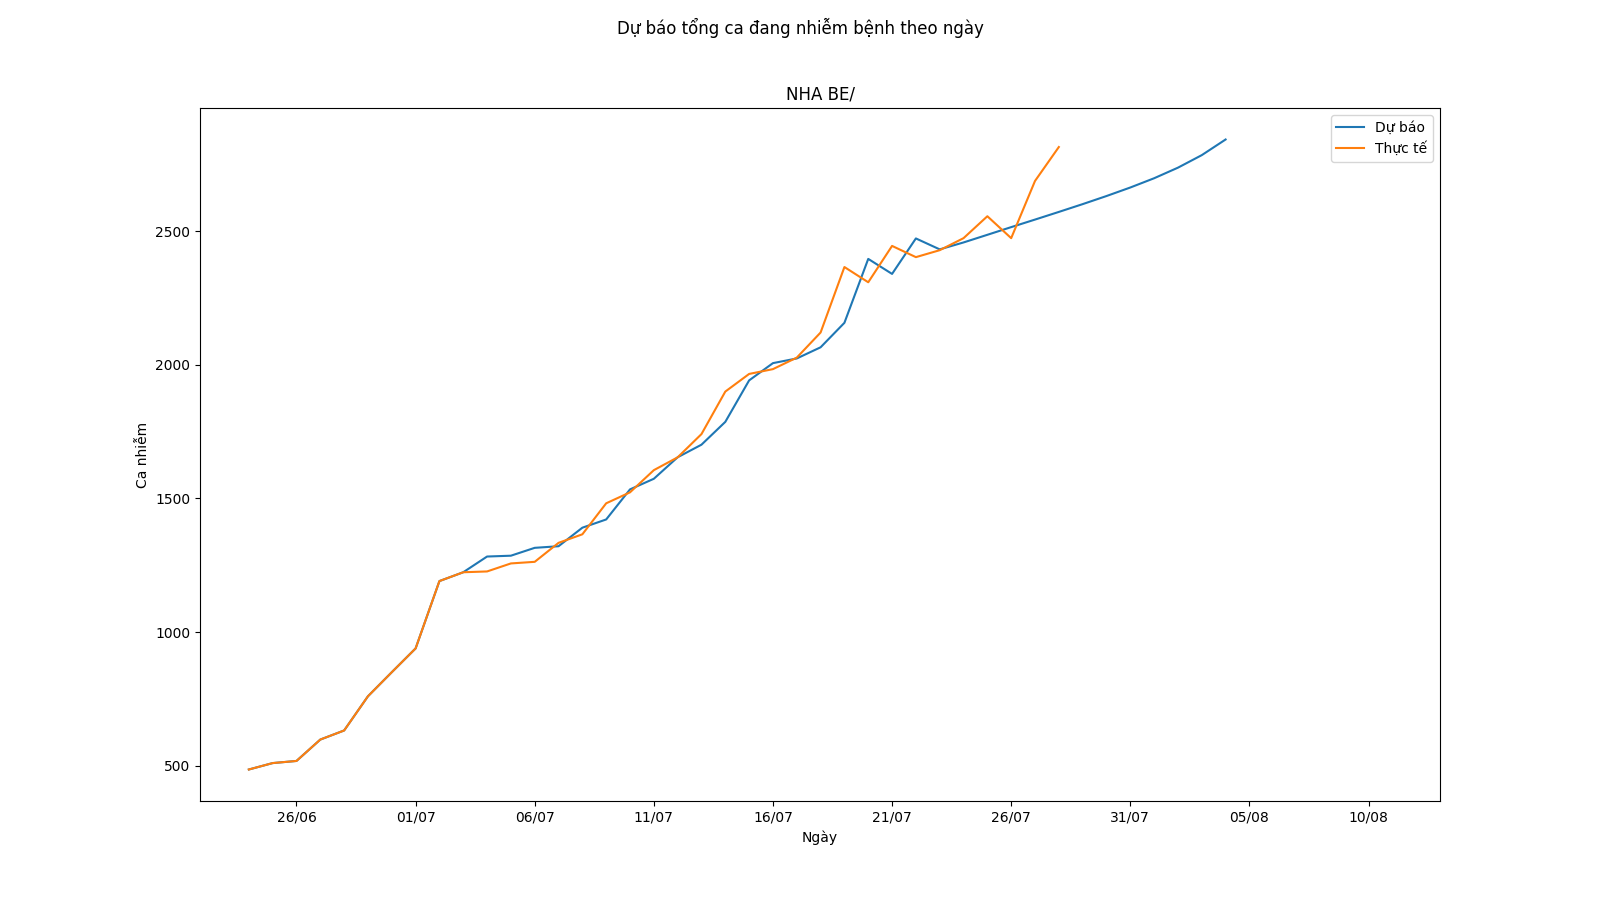 Dự báo tổng ca đang nhiễm bệnh theo ngày
NHA BE/
Dự báo
Thực tế
Ca nhiễm
2500
2000
1500
1000
500
26/06 01/07 06/07 11/07 16/07 21/07 26/07 31/07 05/08 10/08
Ngày